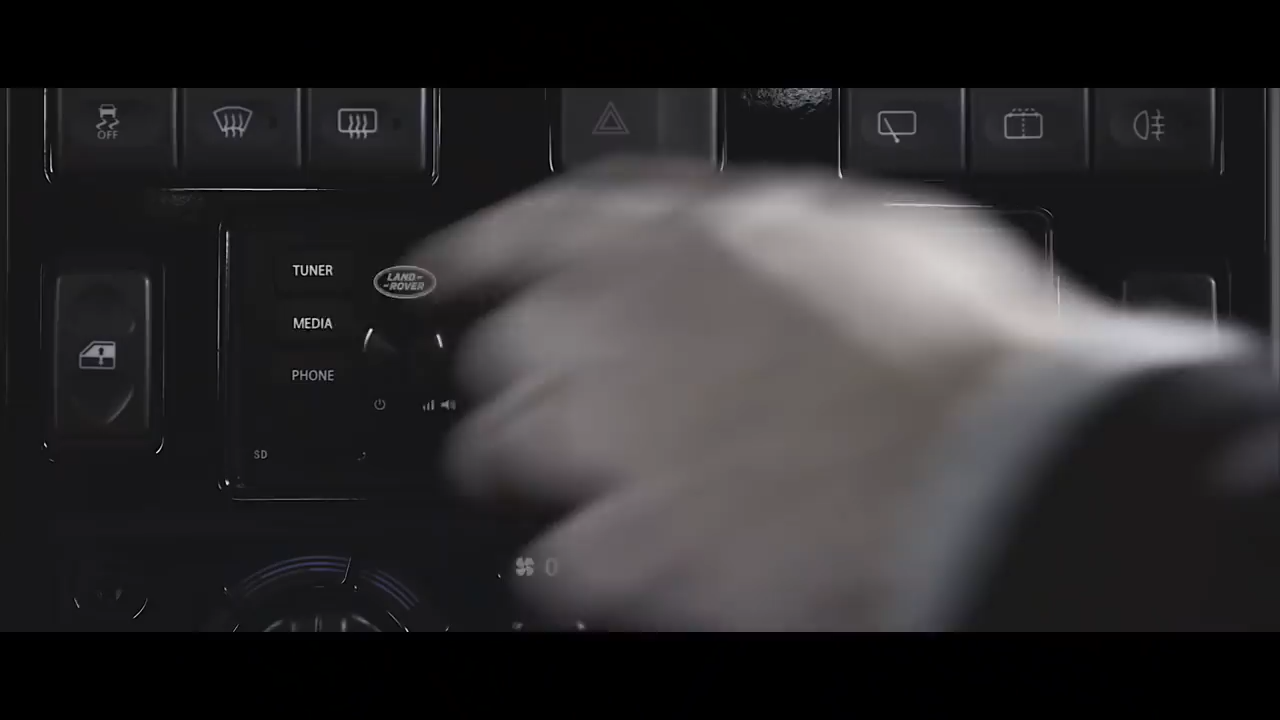 OFF
TUNER
LAND-
-ROVER
MEDIA
PHONE
SD
0